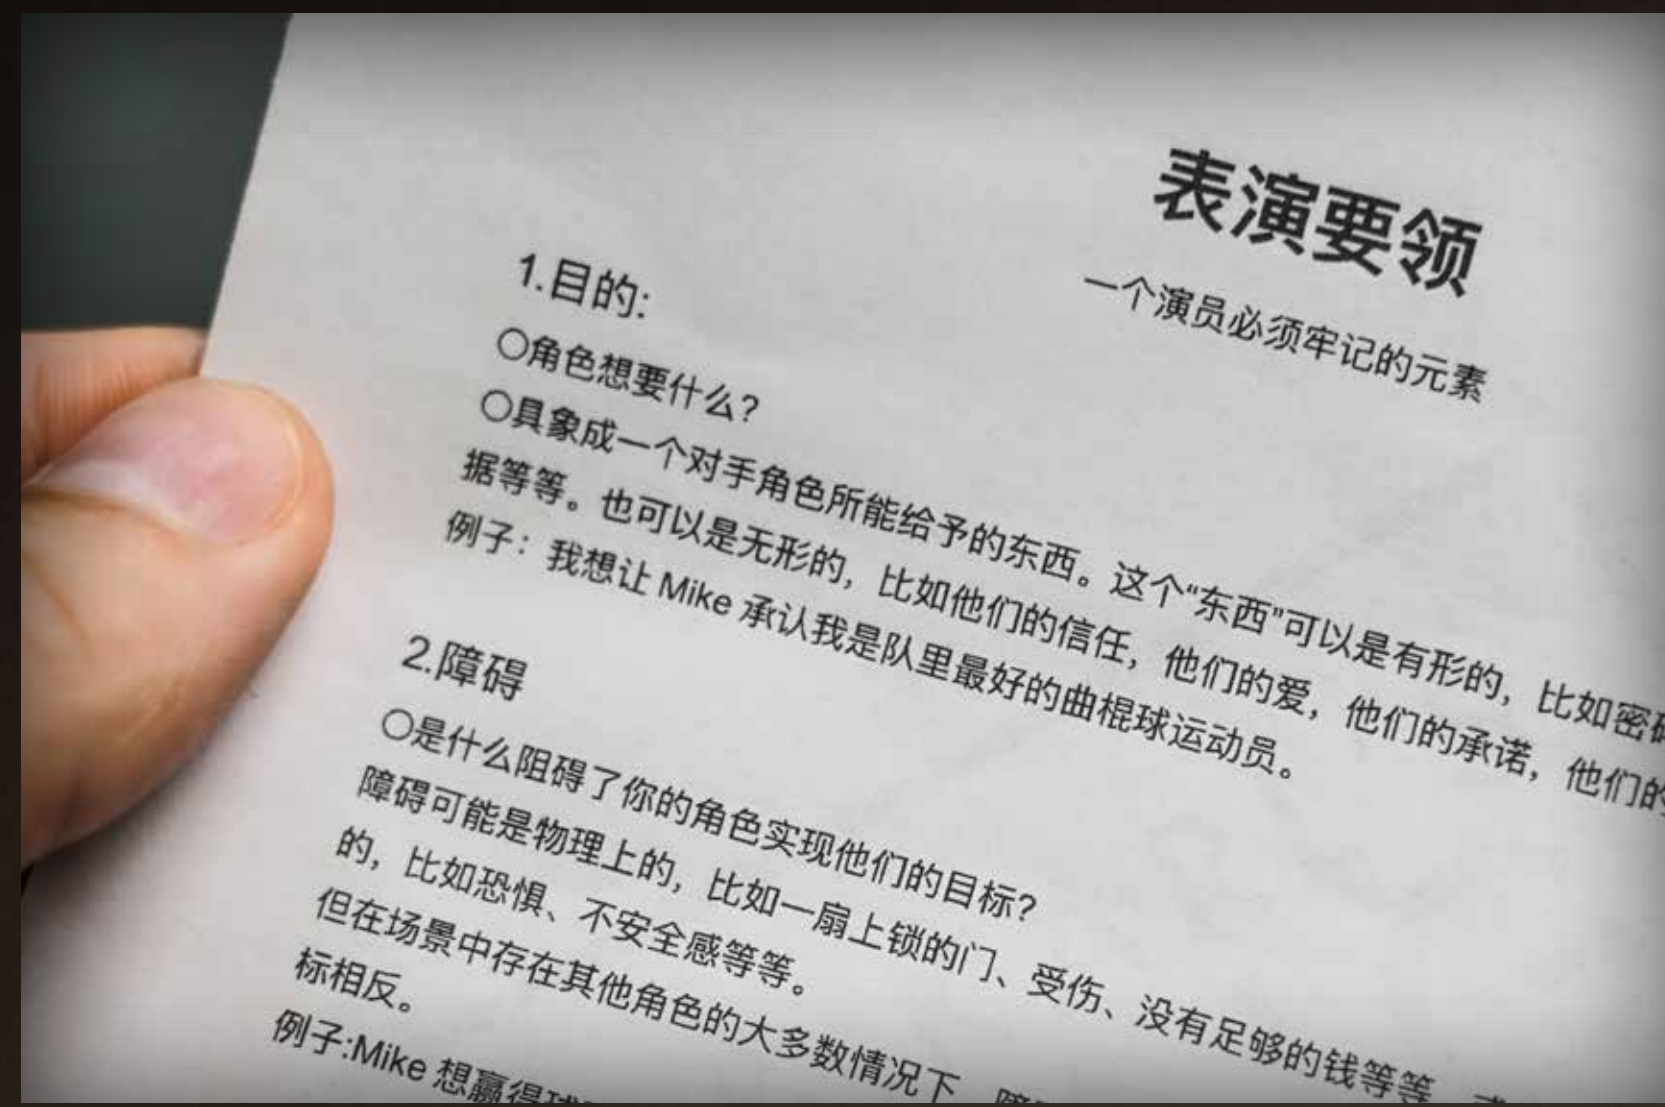 表演要领
一个演员必须牢记的元素
1.目的:
○角色想要什么?
○具象成一个对手角色所能给予的东西。这个“东西”可以是有形的，比如密
据等等。也可以是无形的，比如他们的信任，他们的爱，他们的承诺，他们的
例子：我想让 Mike 承认我是队里最好的曲棍球运动员。
2.障碍
○是什么阻碍了你的角色实现他们的目标?
障碍可能是物理上的，比如一扇上锁的门、受伤、没有足够的钱等等
的，比如恐惧、不安全感等等。
但在场景中存在其他角色的大多数情况下
标相反。
例子:Mike 想赢得